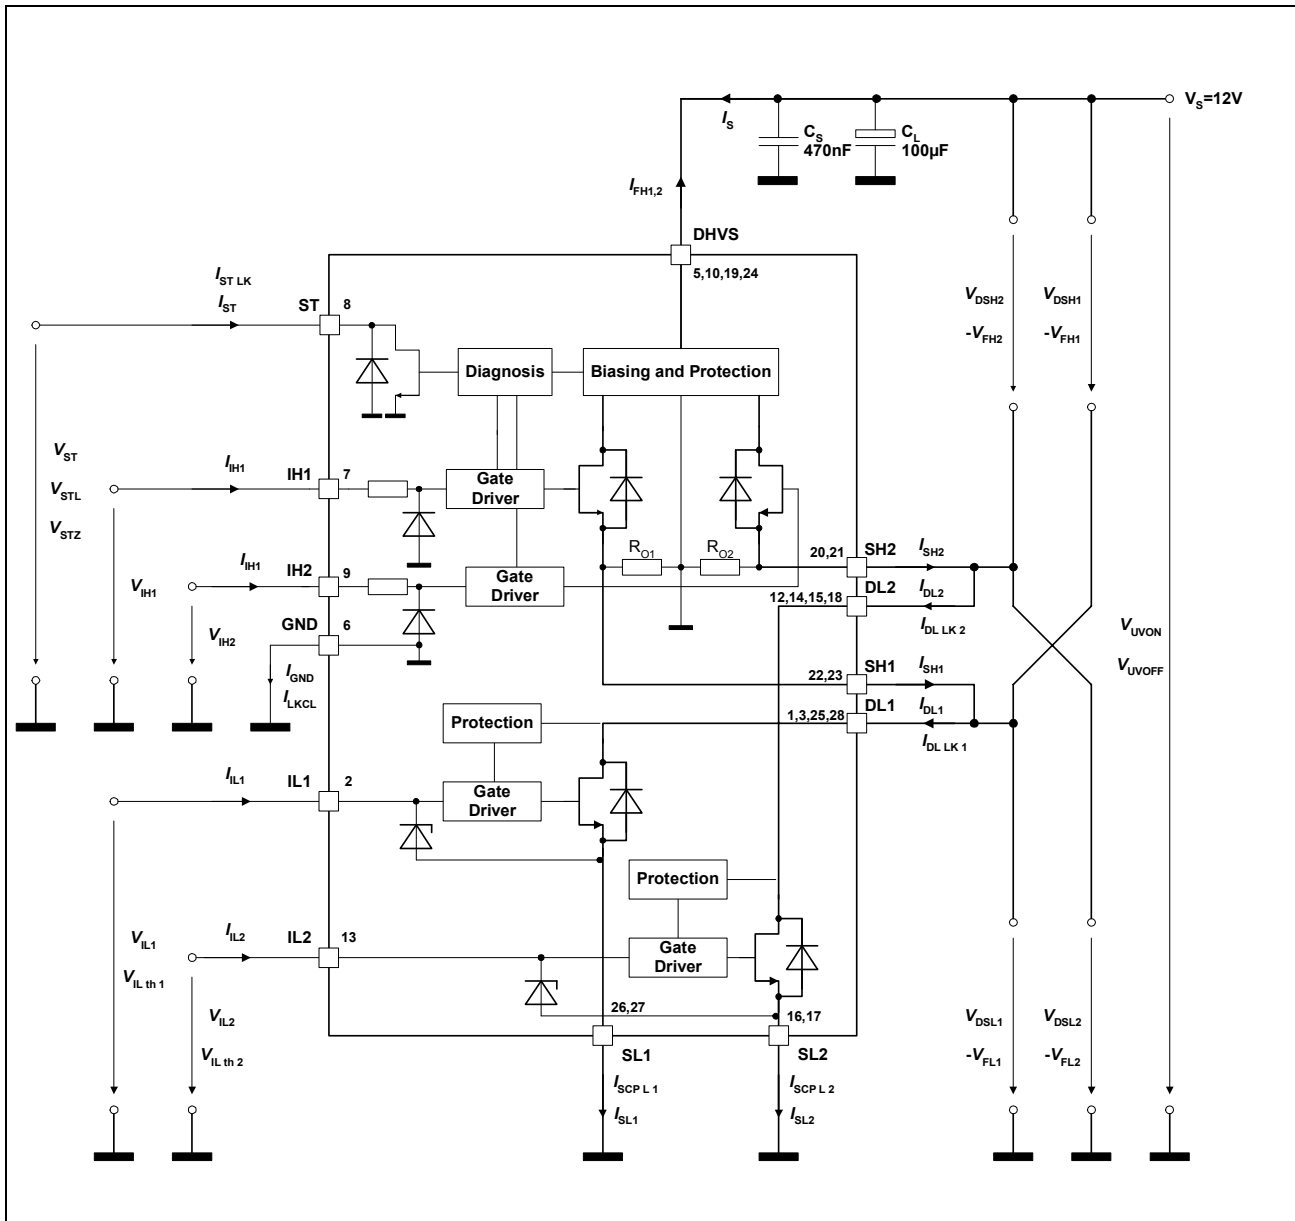 V_S=12V
I_S
C_S
470nF
C_L
100µF
I_FH1,2
DHVS
5,10,19,24
I_ST LK
I_ST
ST
8
V_DSH2
-V_FH2
V_DSH1
-V_FH1
Diagnosis
Biasing and Protection
V_ST
V_STL
V_STZ
I_IH1
IH1
7
Gate
Driver
R_O1
R_O2
20,21
SH2
I_SH2
V_IH1
V_IH2
I_IH1
IH2
9
Gate
Driver
12,14,15,18
DL2
I_DL2
I_DL LK 2
GND
6
I_GND
I_LKCL
V_UVON
V_UVOFF
22,23
SH1
I_SH1
1,3,25,28
DL1
I_DL1
I_DL LK 1
Protection
I_IL1
IL1
2
Gate
Driver
Protection
V_IL1
V_IL th 1
I_IL2
IL2
13
Gate
Driver
V_IL2
V_IL th 2
26,27
16,17
SL1
SL2
V_DSL1
-V_FL1
V_DSL2
-V_FL2
I_SCP L 1
I_SL1
I_SCP L 2
I_SL2